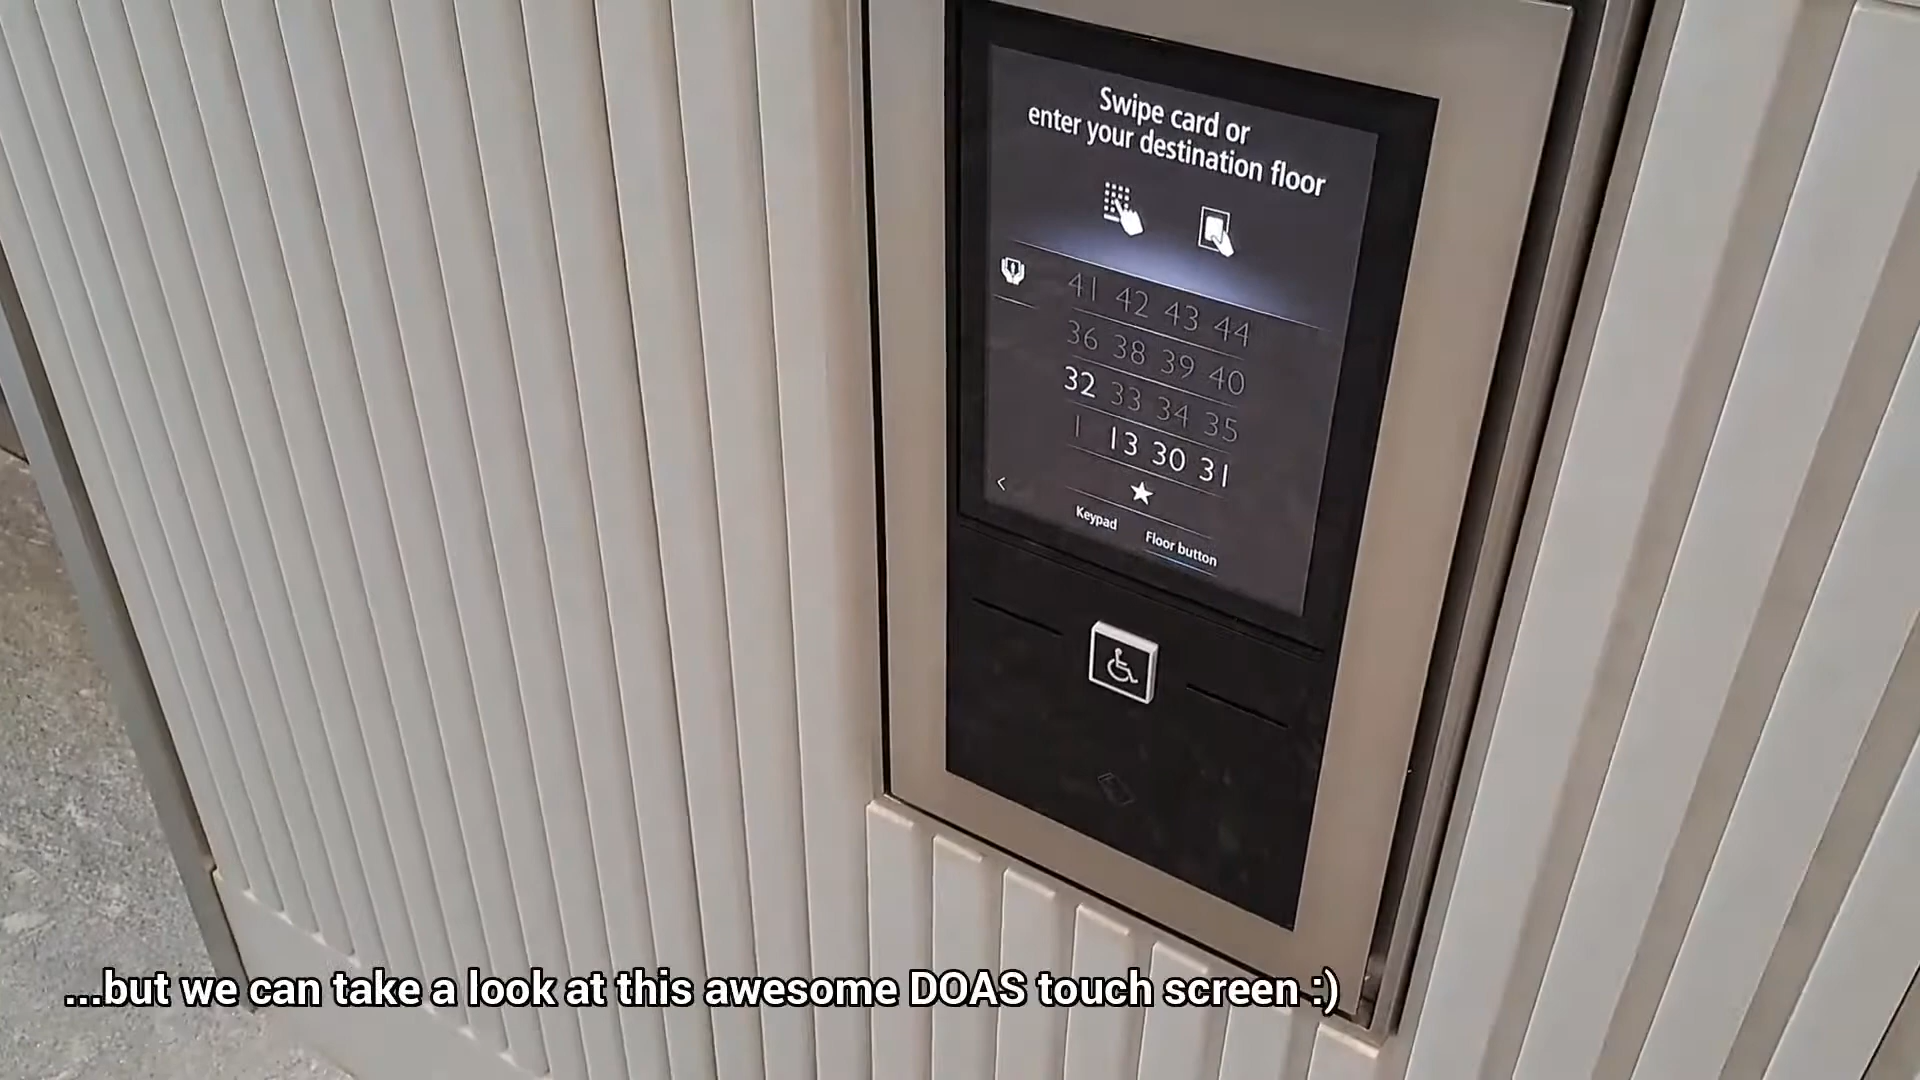 Swipe card or
enter your destination floor
41 42 43 44
36 38 39 40
32 33 34 35
1 13 30 31
Keypad
Floor button
...but we can take a look at this awesome DOAS touch screen :)